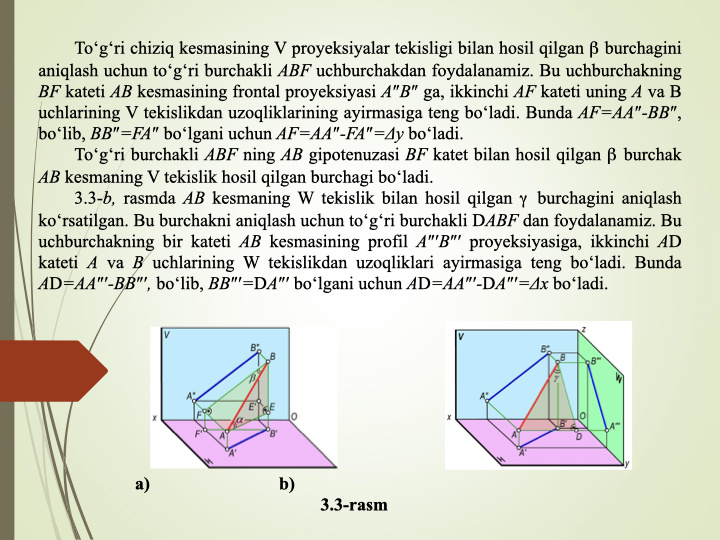 To‘g‘ri chiziq kesmasining V proyeksiyalar tekisligi bilan hosil qilgan β burchagini
aniqlash uchun to‘g‘ri burchakli ABF uchburchakdan foydalanamiz. Bu uchburchakning
BF kateti AB kesmasining frontal proyeksiyasi A″B″ ga, ikkinchi AF kateti uning A va B
uchlarining V tekislikdan uzoqliklarining ayirmasiga teng bo‘ladi. Bunda AF=AA″-BB″,
bo‘lib, BB″=FA″ bo‘lgani uchun AF=AA″-FA″=Δy bo‘ladi.
To‘g‘ri burchakli ABF ning AB gipotenuzasi BF katet bilan hosil qilgan β burchak
AB kesmaning V tekislik hosil qilgan burchagi bo‘ladi.
3.3-b, rasmda AB kesmaning W tekislik bilan hosil qilgan γ burchagini aniqlash
ko‘rsatilgan. Bu burchakni aniqlash uchun to‘g‘ri burchakli DABF dan foydalanamiz. Bu
uchburchakning bir kateti AB kesmasining profil A″′B″′ proyeksiyasiga, ikkinchi AD
kateti A va B uchlarining W tekislikdan uzoqliklari ayirmasiga teng bo‘ladi. Bunda
AD=AA″′-BB″′, bo‘lib, BB″′=DA″′ bo‘lgani uchun AD=AA″′-DA″′=Δx bo‘ladi.
V
B″
B
β
A″
F
E′
E
x
O
F′
A
α
B′
A′
H
V
z
B″
B
B‴
γ
W
A″
x
O
A
B′
D
A‴
A′
H
y
a) b)
3.3-rasm